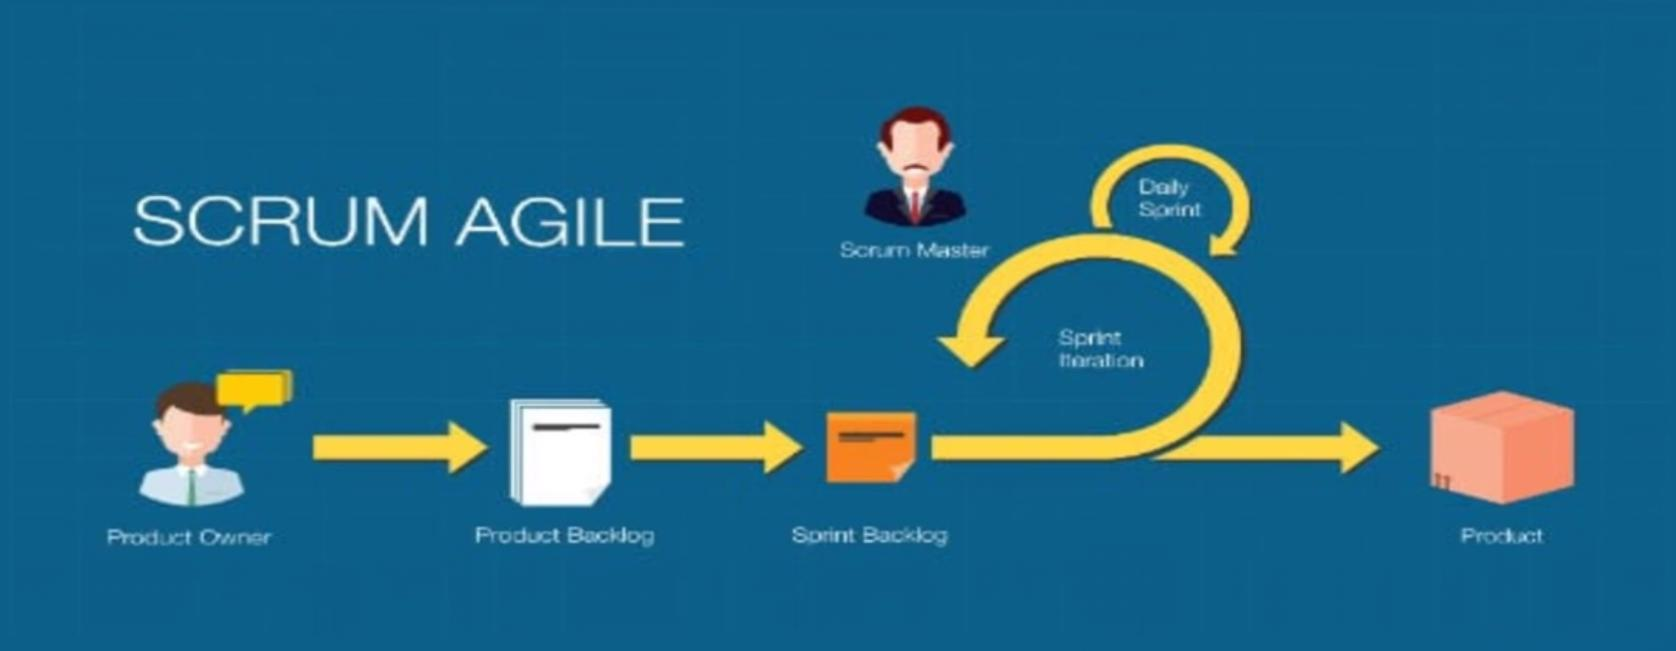 SCRUM AGILE
Scrum Master
Daily
Sprint
Sprint
Iteration
Product Owner
Product Backlog
Sprint Backlog
Product